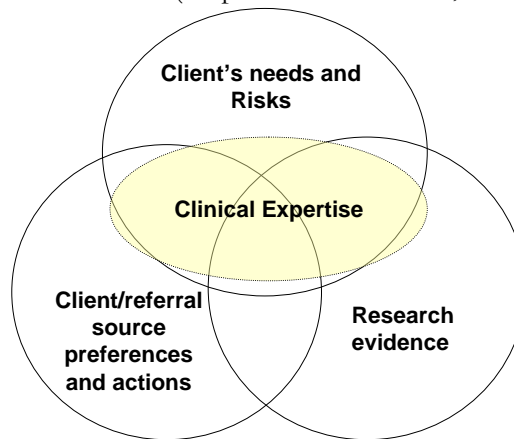 Client's needs and
Risks
Clinical Expertise
Client/referral
source
preferences
and actions
Research
evidence